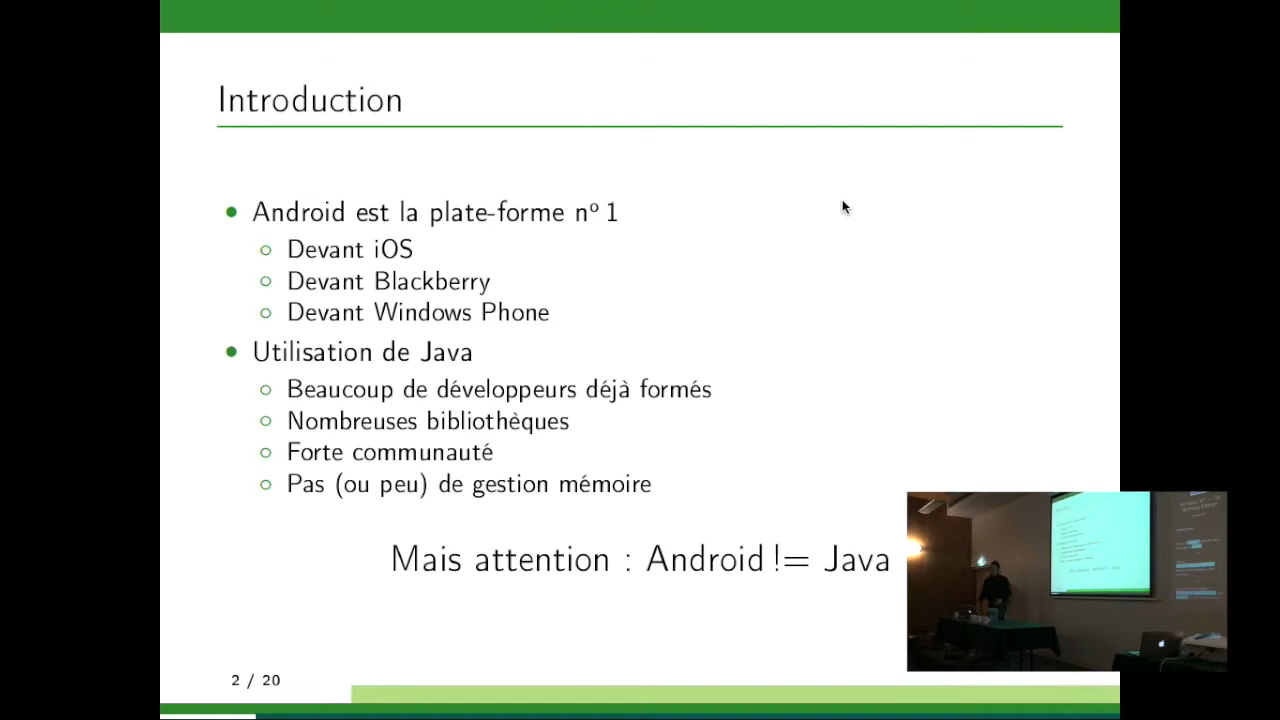 Introduction
Android est la plate-forme nº 1
Devant iOS
Devant Blackberry
Devant Windows Phone
Utilisation de Java
Beaucoup de développeurs déjà formés
Nombreuses bibliothèques
Forte communauté
Pas (ou peu) de gestion mémoire
Mais attention : Android != Java
2 / 20